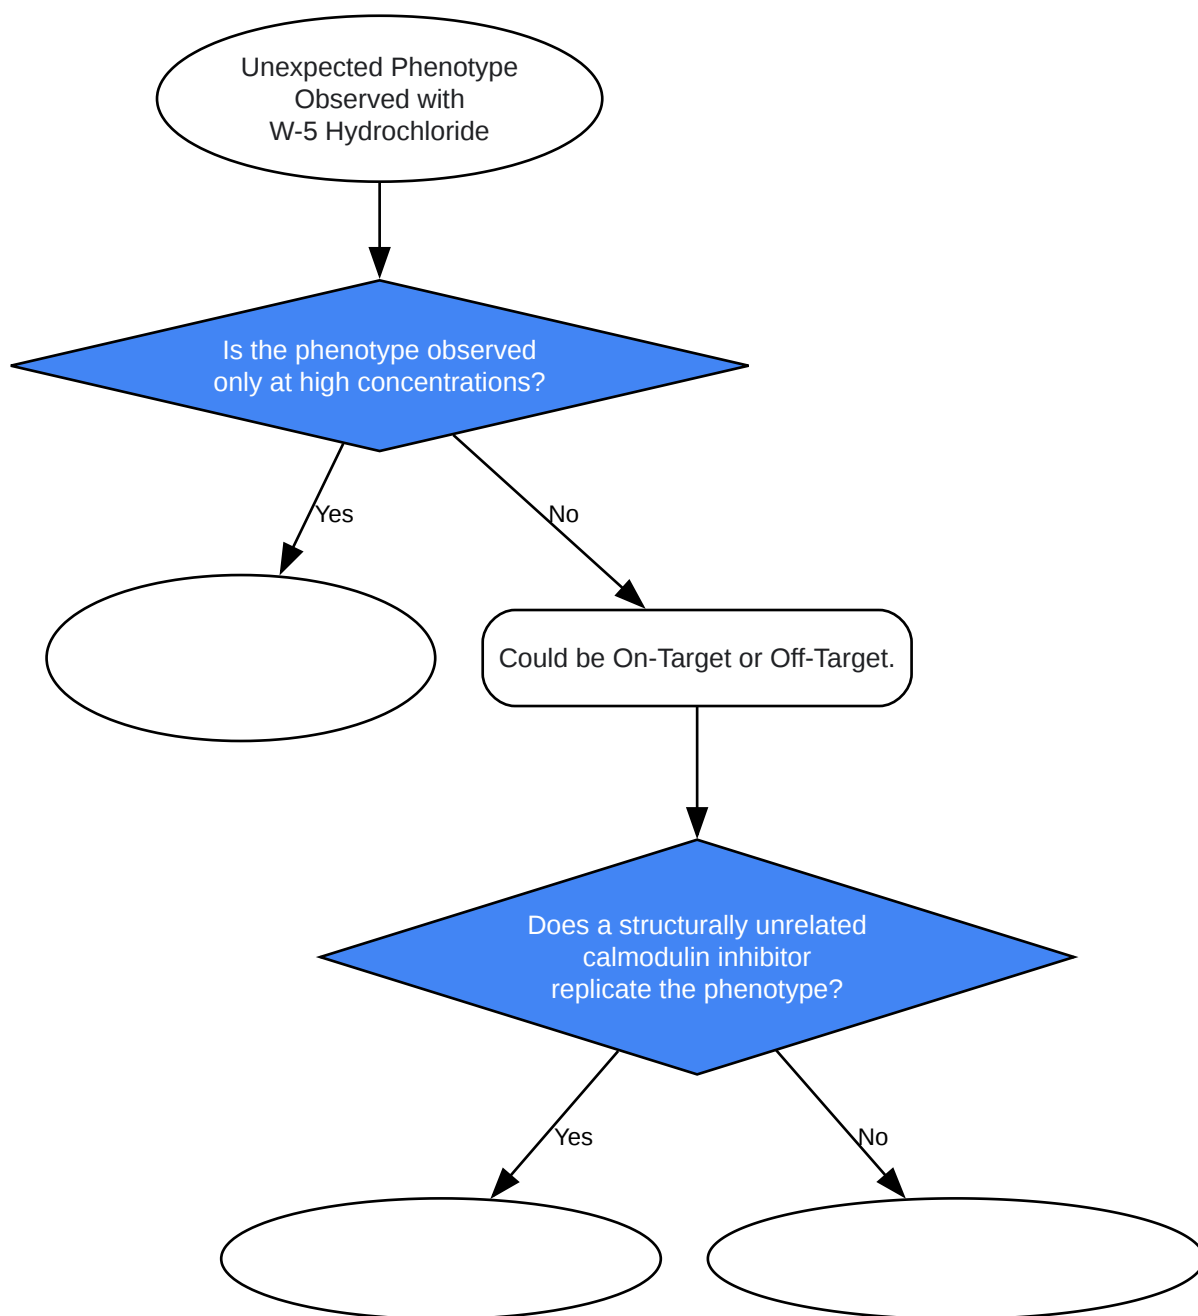 Unexpected Phenotype
Observed with
W-5 Hydrochloride
Is the phenotype observed
only at high concentrations?
Yes
No
Could be On-Target or Off-Target.
Does a structurally unrelated
calmodulin inhibitor
replicate the phenotype?
Yes
No